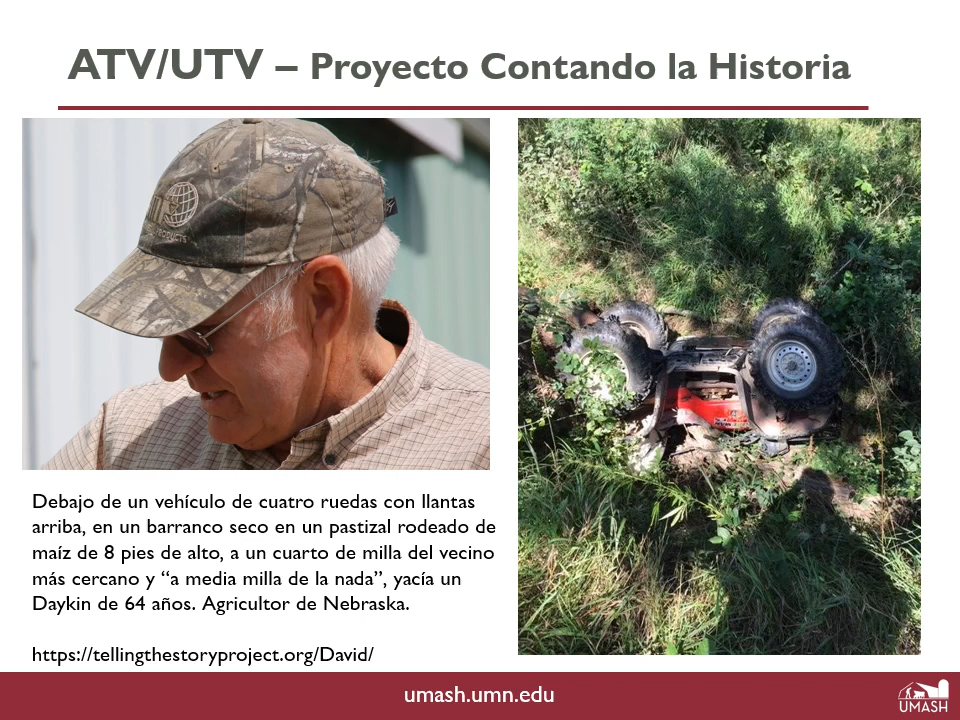 ATV/UTV – Proyecto Contando la Historia
PRODUCTS
Debajo de un vehículo de cuatro ruedas con llantas
arriba, en un barranco seco en un pastizal rodeado de
maíz de 8 pies de alto, a un cuarto de milla del vecino
más cercano y “a media milla de la nada”, yacía un
Daykin de 64 años. Agricultor de Nebraska.
https://tellingthestoryproject.org/David/
umash.umn.edu
UMASH